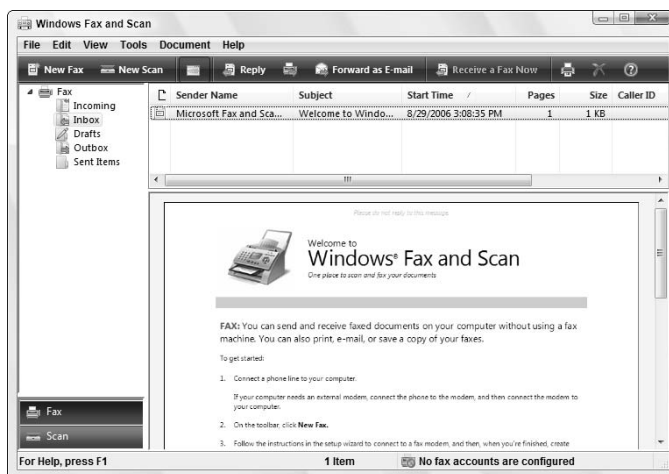 Windows Fax and Scan
File Edit View Tools Document Help
New Fax New Scan Reply Forward as E-mail Receive a Fax Now
Fax
Incoming
Inbox
Drafts
Outbox
Sent Items
Sender Name Subject Start Time Pages Size Caller ID
Microsoft Fax and Sca... Welcome to Windo... 8/29/2006 3:08:35 PM 1 1 KB
Please do not reply to this message.
Welcome to
Windows® Fax and Scan
One place to scan and fax your documents
FAX: You can send and receive faxed documents on your computer without using a fax
machine. You can also print, e-mail, or save a copy of your faxes.
To get started:
1. Connect a phone line to your computer.
If your computer needs an external modem, connect the phone to the modem, and then connect the modem to
your computer.
2. On the toolbar, click New Fax.
3. Follow the instructions in the setup wizard to connect to a fax modem, and then, when you're finished, create
Fax
Scan
For Help, press F1 1 Item No fax accounts are configured